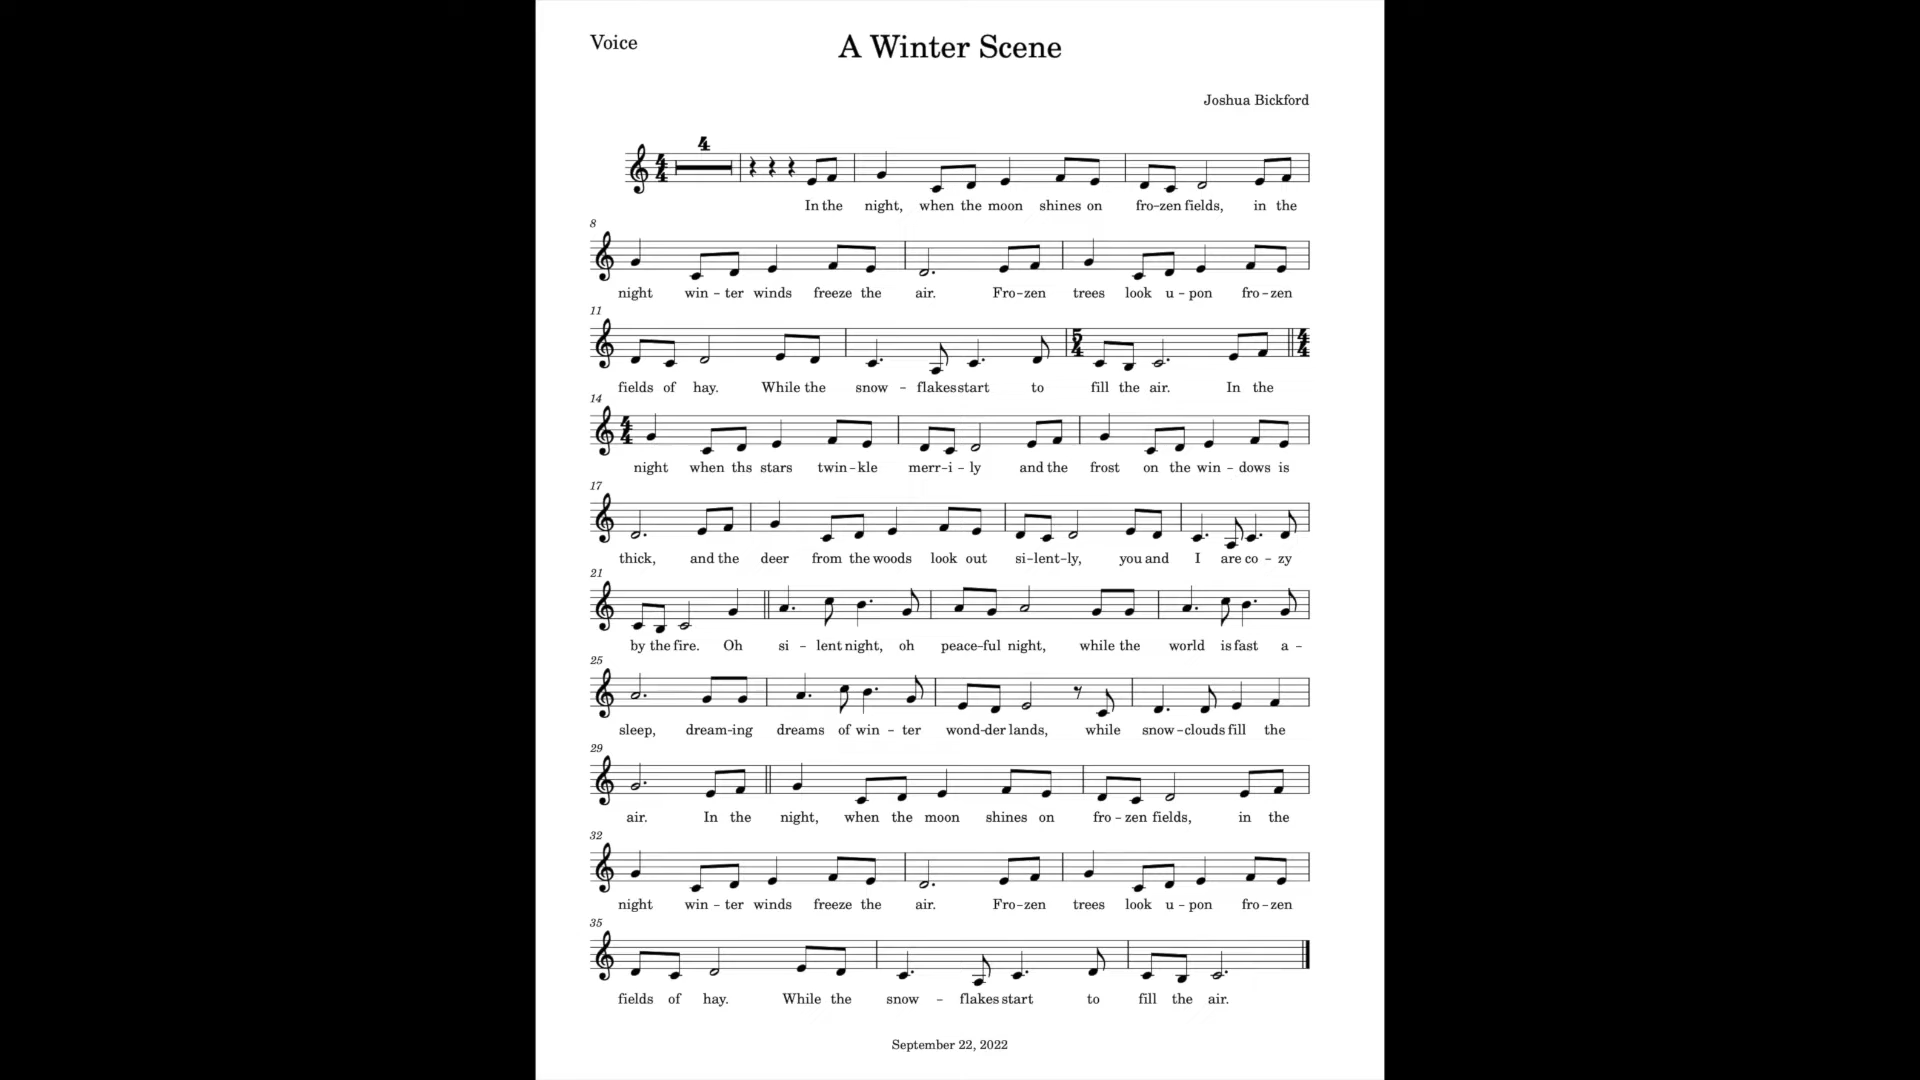 Voice
A Winter Scene
Joshua Bickford
4
4 4
In the night, when the moon shines on fro-zen fields, in the
8
night win - ter winds freeze the air. Fro-zen trees look u - pon fro - zen
11
5 4 4 4
fields of hay. While the snow - flakes start to fill the air. In the
14
4 4
night when ths stars twin - kle merr - i - ly and the frost on the win - dows is
17
thick, and the deer from the woods look out si-lent-ly, you and I are co - zy
21
by the fire. Oh si - lent night, oh peace-ful night, while the world is fast a -
25
sleep, dream-ing dreams of win - ter wond-der lands, while snow-clouds fill the
29
air. In the night, when the moon shines on fro - zen fields, in the
32
night win - ter winds freeze the air. Fro-zen trees look u - pon fro - zen
35
fields of hay. While the snow - flakes start to fill the air.
September 22, 2022